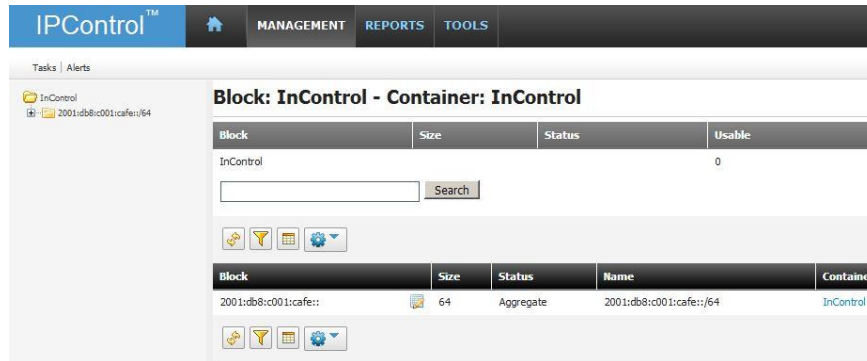 IPControl™
MANAGEMENT REPORTS TOOLS
Tasks | Alerts
InControl
2001:db8:c001:cafe::/64
Block: InControl - Container: InControl
Block Size Status Usable
InControl 0
Search
Block Size Status Name Containe
2001:db8:c001:cafe:: 64 Aggregate 2001:db8:c001:cafe::/64 InControl